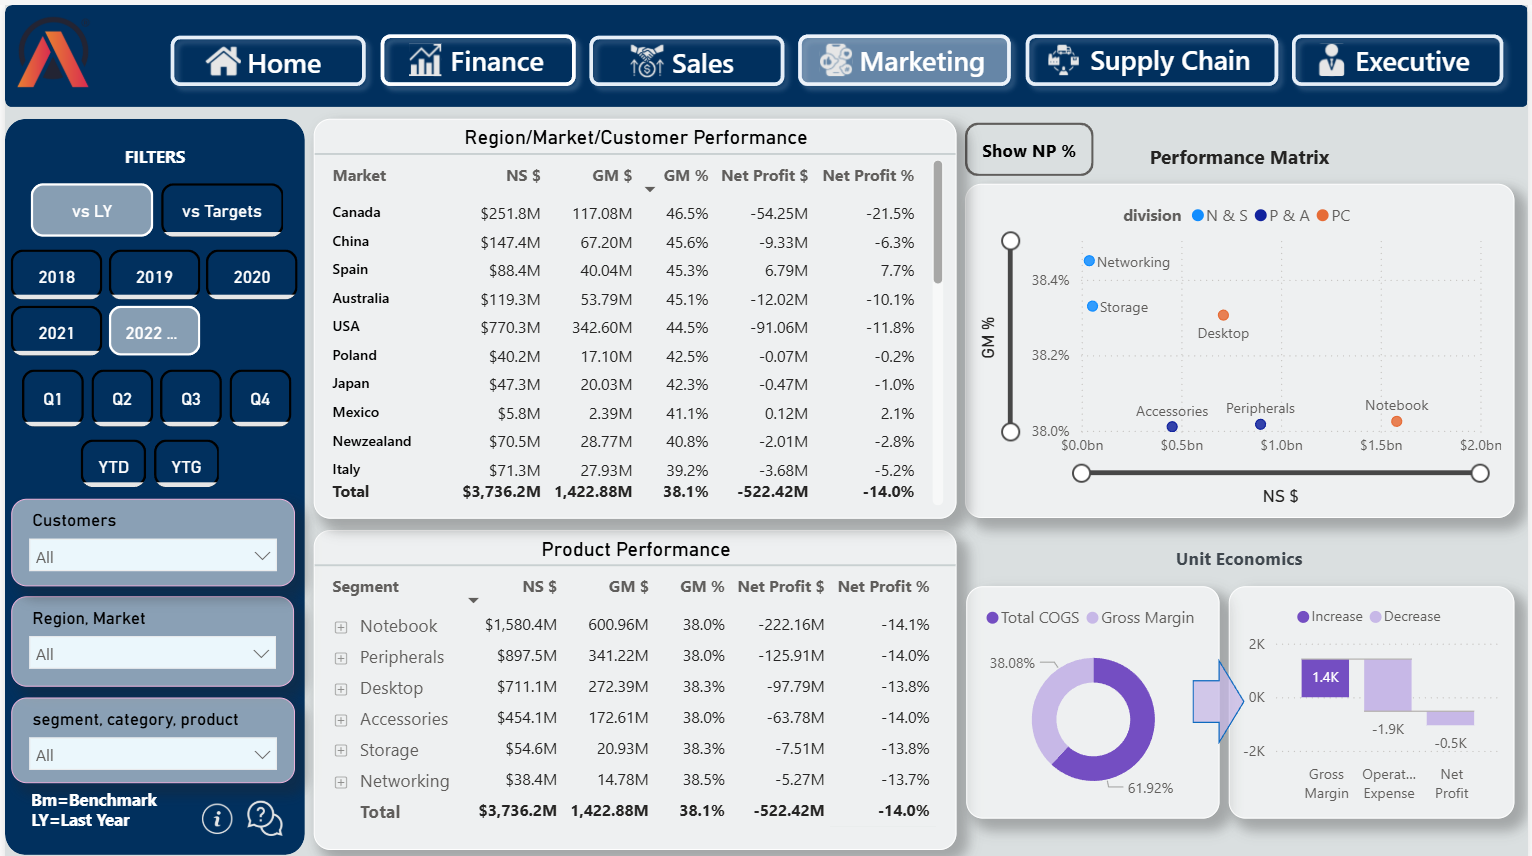 Home
Finance
Sales
Marketing
Supply Chain
Executive
FILTERS
vs LY
vs Targets
2018
2019
2020
2021
2022 ...
Q1
Q2
Q3
Q4
YTD
YTG
Customers
All
Region, Market
All
segment, category, product
All
Bm=Benchmark
LY=Last Year
Region/Market/Customer Performance
Market NS $ GM $ GM % Net Profit $ Net Profit %
Canada $251.8M 117.08M 46.5% -54.25M -21.5%
China $147.4M 67.20M 45.6% -9.33M -6.3%
Spain $88.4M 40.04M 45.3% 6.79M 7.7%
Australia $119.3M 53.79M 45.1% -12.02M -10.1%
USA $770.3M 342.60M 44.5% -91.06M -11.8%
Poland $40.2M 17.10M 42.5% -0.07M -0.2%
Japan $47.3M 20.03M 42.3% -0.47M -1.0%
Mexico $5.8M 2.39M 41.1% 0.12M 2.1%
Newzealand $70.5M 28.77M 40.8% -2.01M -2.8%
Italy $71.3M 27.93M 39.2% -3.68M -5.2%
Total $3,736.2M 1,422.88M 38.1% -522.42M -14.0%
Product Performance
Segment NS $ GM $ GM % Net Profit $ Net Profit %
Notebook $1,580.4M 600.96M 38.0% -222.16M -14.1%
Peripherals $897.5M 341.22M 38.0% -125.91M -14.0%
Desktop $711.1M 272.39M 38.3% -97.79M -13.8%
Accessories $454.1M 172.61M 38.0% -63.78M -14.0%
Storage $54.6M 20.93M 38.3% -7.51M -13.8%
Networking $38.4M 14.78M 38.5% -5.27M -13.7%
Total $3,736.2M 1,422.88M 38.1% -522.42M -14.0%
Show NP %
Performance Matrix
division N & S P & A PC
Networking
38.4%
Storage
Desktop
GM %
38.2%
Accessories
Peripherals
Notebook
38.0%
$0.0bn $0.5bn $1.0bn $1.5bn $2.0bn
NS $
Unit Economics
Total COGS Gross Margin
38.08%
61.92%
Increase Decrease
2K
1.4K
0K
-1.9K
-0.5K
-2K
Gross Margin
Operat... Expense
Net Profit